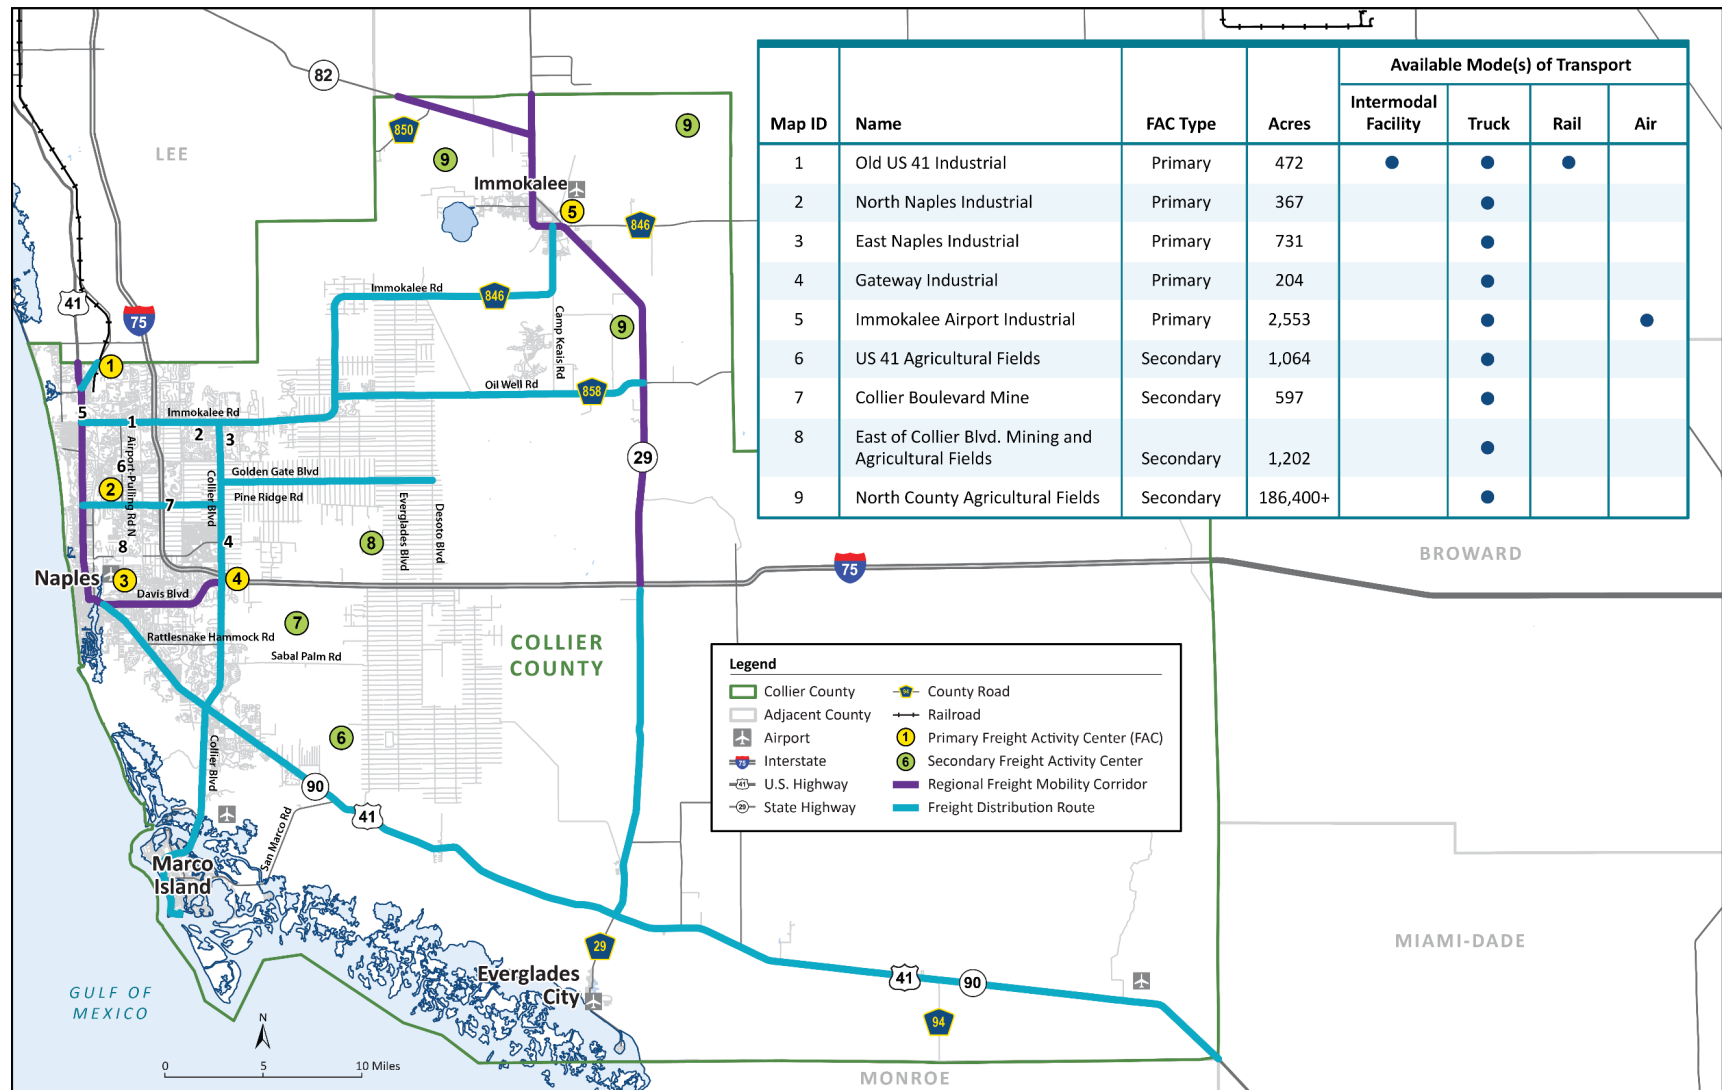 82
LEE
850
9
9
Immokalee
5
846
41
75
Immokalee Rd
846
Camp Keais Rd
9
1
Oil Well Rd
858
5
1
Immokalee Rd
2
3
Airport-Pulling Rd N
6
Collier Blvd
Golden Gate Blvd
29
2
Pine Ridge Rd
7
Everglades Blvd
Desoto Blvd
8
4
8
75
BROWARD
Naples
3
4
Davis Blvd
7
Rattlesnake Hammock Rd
Sabal Palm Rd
COLLIER
COUNTY
6
Collier Blvd
90
41
San Marco Rd
Marco
Island
29
Everglades
City
41
90
94
MIAMI-DADE
GULF OF
MEXICO
N
0 5 10 Miles
MONROE
Available Mode(s) of Transport
Map ID Name FAC Type Acres Intermodal Facility Truck Rail Air
1 Old US 41 Industrial Primary 472 ● ● ●
2 North Naples Industrial Primary 367 ●
3 East Naples Industrial Primary 731 ●
4 Gateway Industrial Primary 204 ●
5 Immokalee Airport Industrial Primary 2,553 ● ●
6 US 41 Agricultural Fields Secondary 1,064 ●
7 Collier Boulevard Mine Secondary 597 ●
8 East of Collier Blvd. Mining and
Agricultural Fields Secondary 1,202 ●
9 North County Agricultural Fields Secondary 186,400+ ●
Legend
Collier County
Adjacent County
Airport
75 Interstate
41 U.S. Highway
29 State Highway
94 County Road
Railroad
1 Primary Freight Activity Center (FAC)
6 Secondary Freight Activity Center
Regional Freight Mobility Corridor
Freight Distribution Route